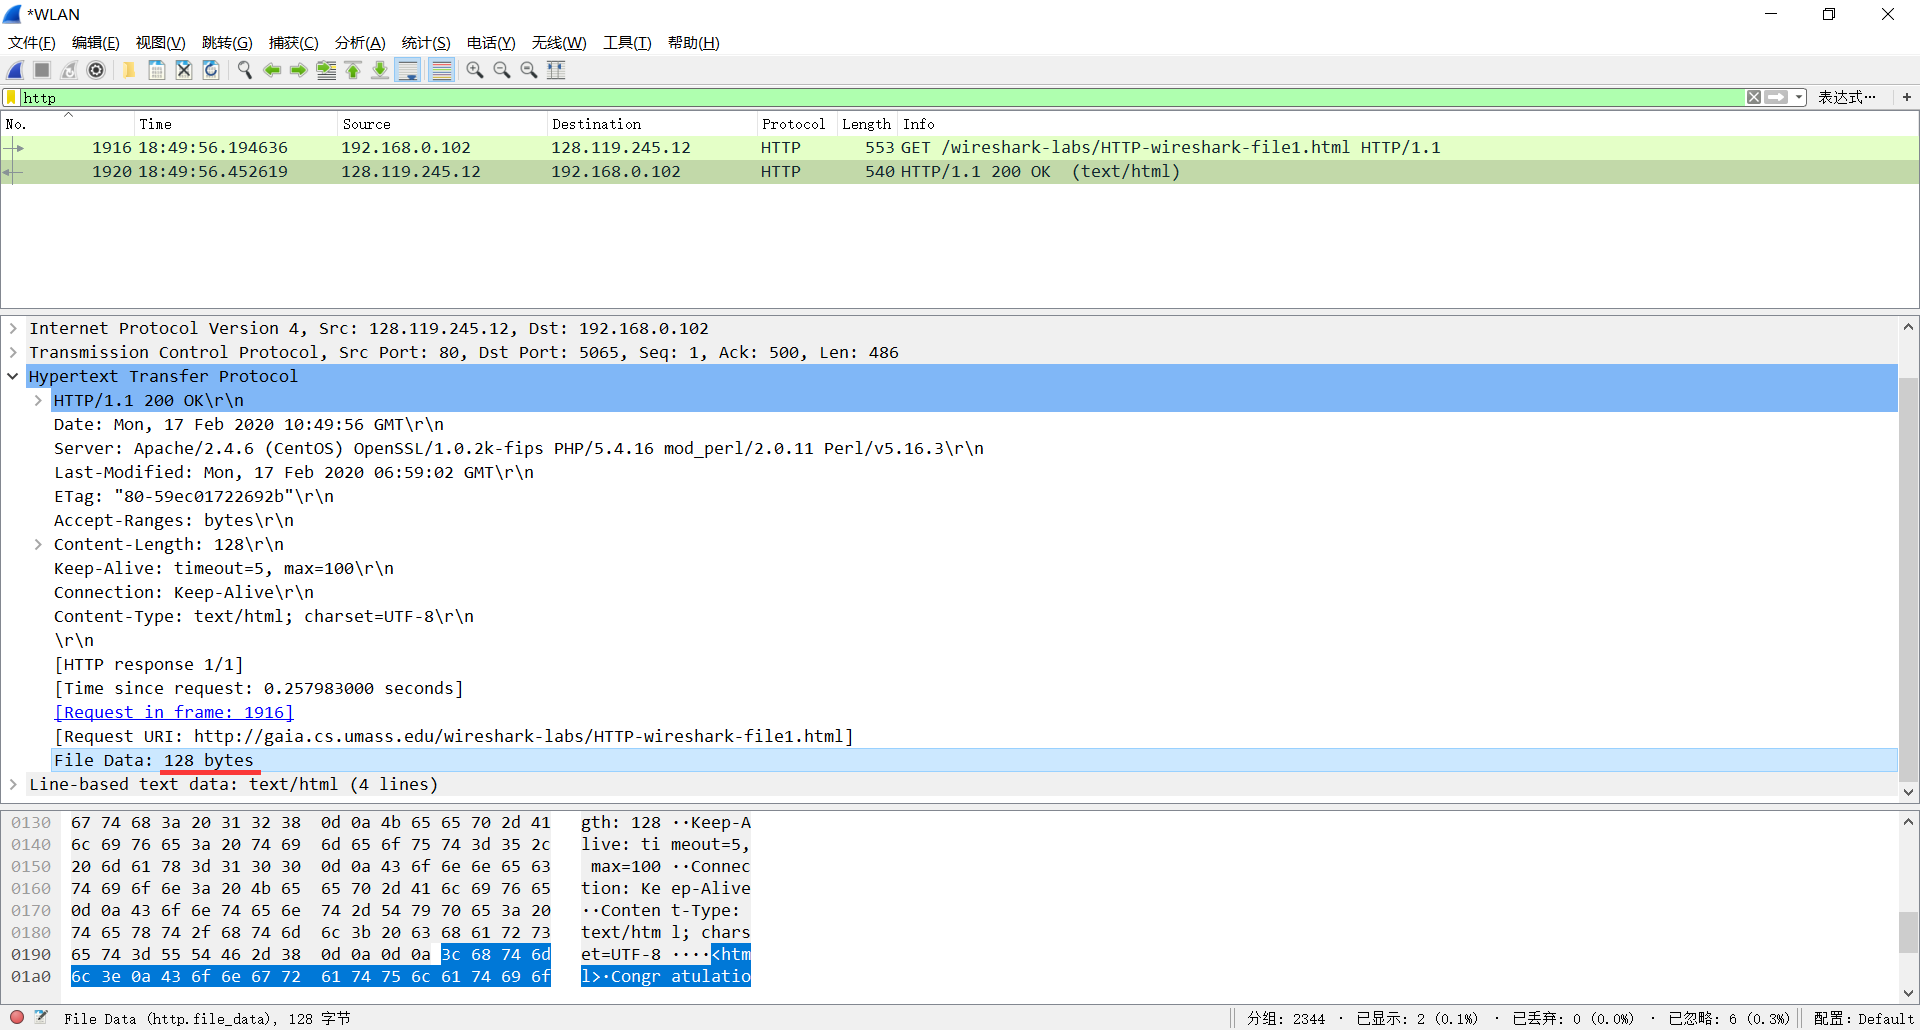 *WLAN
文件(F) 编辑(E) 视图(V) 跳转(G) 捕获(C) 分析(A) 统计(S) 电话(Y) 无线(W) 工具(T) 帮助(H)
http 表达式… +
No. Time Source Destination Protocol Length Info
1916 18:49:56.194636 192.168.0.102 128.119.245.12 HTTP 553 GET /wireshark-labs/HTTP-wireshark-file1.html HTTP/1.1
1920 18:49:56.452619 128.119.245.12 192.168.0.102 HTTP 540 HTTP/1.1 200 OK (text/html)
Internet Protocol Version 4, Src: 128.119.245.12, Dst: 192.168.0.102
Transmission Control Protocol, Src Port: 80, Dst Port: 5065, Seq: 1, Ack: 500, Len: 486
Hypertext Transfer Protocol
HTTP/1.1 200 OK\r\n
Date: Mon, 17 Feb 2020 10:49:56 GMT\r\n
Server: Apache/2.4.6 (CentOS) OpenSSL/1.0.2k-fips PHP/5.4.16 mod_perl/2.0.11 Perl/v5.16.3\r\n
Last-Modified: Mon, 17 Feb 2020 06:59:02 GMT\r\n
ETag: "80-59ec01722692b"\r\n
Accept-Ranges: bytes\r\n
Content-Length: 128\r\n
Keep-Alive: timeout=5, max=100\r\n
Connection: Keep-Alive\r\n
Content-Type: text/html; charset=UTF-8\r\n
\r\n
[HTTP response 1/1]
[Time since request: 0.257983000 seconds]
[Request in frame: 1916]
[Request URI: http://gaia.cs.umass.edu/wireshark-labs/HTTP-wireshark-file1.html]
File Data: 128 bytes
Line-based text data: text/html (4 lines)
0130 67 74 68 3a 20 31 32 38 0d 0a 4b 65 65 70 2d 41 gth: 128 ··Keep-A
0140 6c 69 76 65 3a 20 74 69 6d 65 6f 75 74 3d 35 2c live: ti meout=5,
0150 20 6d 61 78 3d 31 30 30 0d 0a 43 6f 6e 6e 65 63 max=100 ··Connec
0160 74 69 6f 6e 3a 20 4b 65 65 70 2d 41 6c 69 76 65 tion: Ke ep-Alive
0170 0d 0a 43 6f 6e 74 65 6e 74 2d 54 79 70 65 3a 20 ··Conten t-Type:
0180 74 65 78 74 2f 68 74 6d 6c 3b 20 63 68 61 72 73 text/htm l; chars
0190 65 74 3d 55 54 46 2d 38 0d 0a 0d 0a 3c 68 74 6d et=UTF-8 ····<htm
01a0 6c 3e 0a 43 6f 6e 67 72 61 74 75 6c 61 74 69 6f l>·Congr atulatio
File Data (http.file_data), 128 字节 分组: 2344 · 已显示: 2 (0.1%) · 已丢弃: 0 (0.0%) · 已忽略: 6 (0.3%) 配置: Default